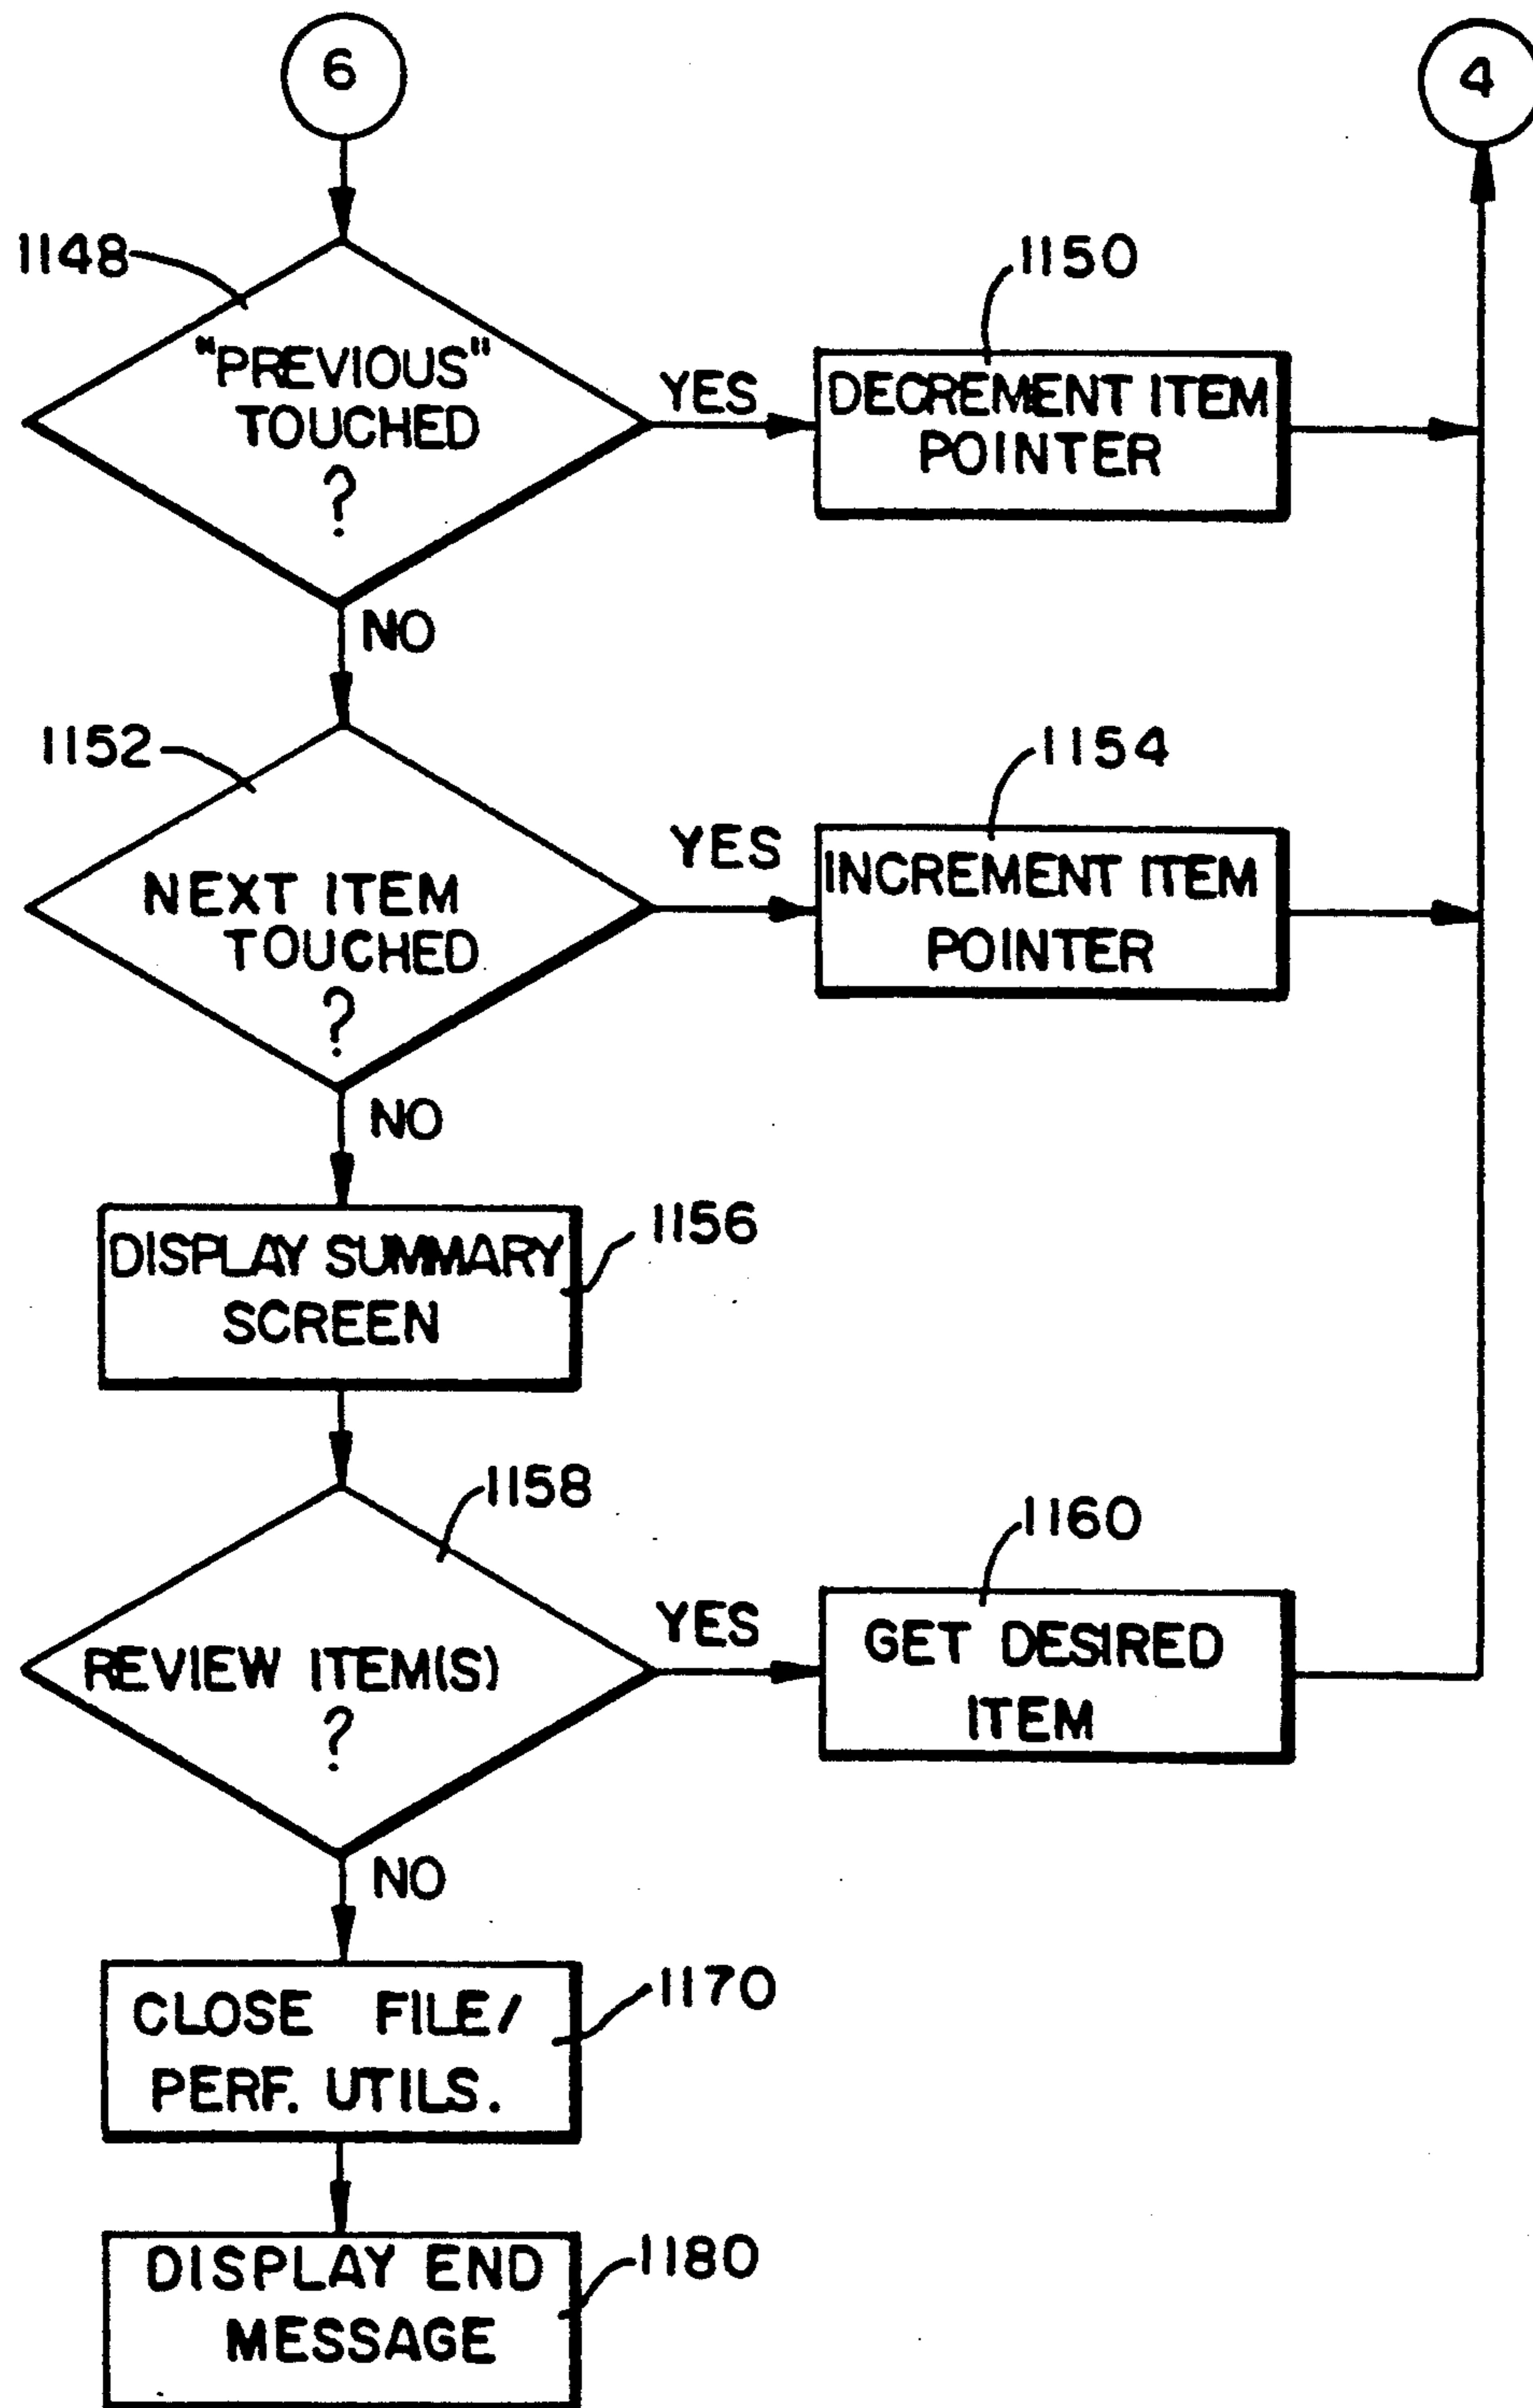 6
4
1148
1150
"PREVIOUS"
TOUCHED
?
YES
DECREMENT ITEM
POINTER
NO
1152
1154
NEXT ITEM
TOUCHED
?
YES
INCREMENT ITEM
POINTER
NO
DISPLAY SUMMARY
SCREEN
1156
1158
1160
REVIEW ITEM(S)
?
YES
GET DESIRED
ITEM
NO
CLOSE FILE/
PERF. UTILS.
1170
DISPLAY END
MESSAGE
1180